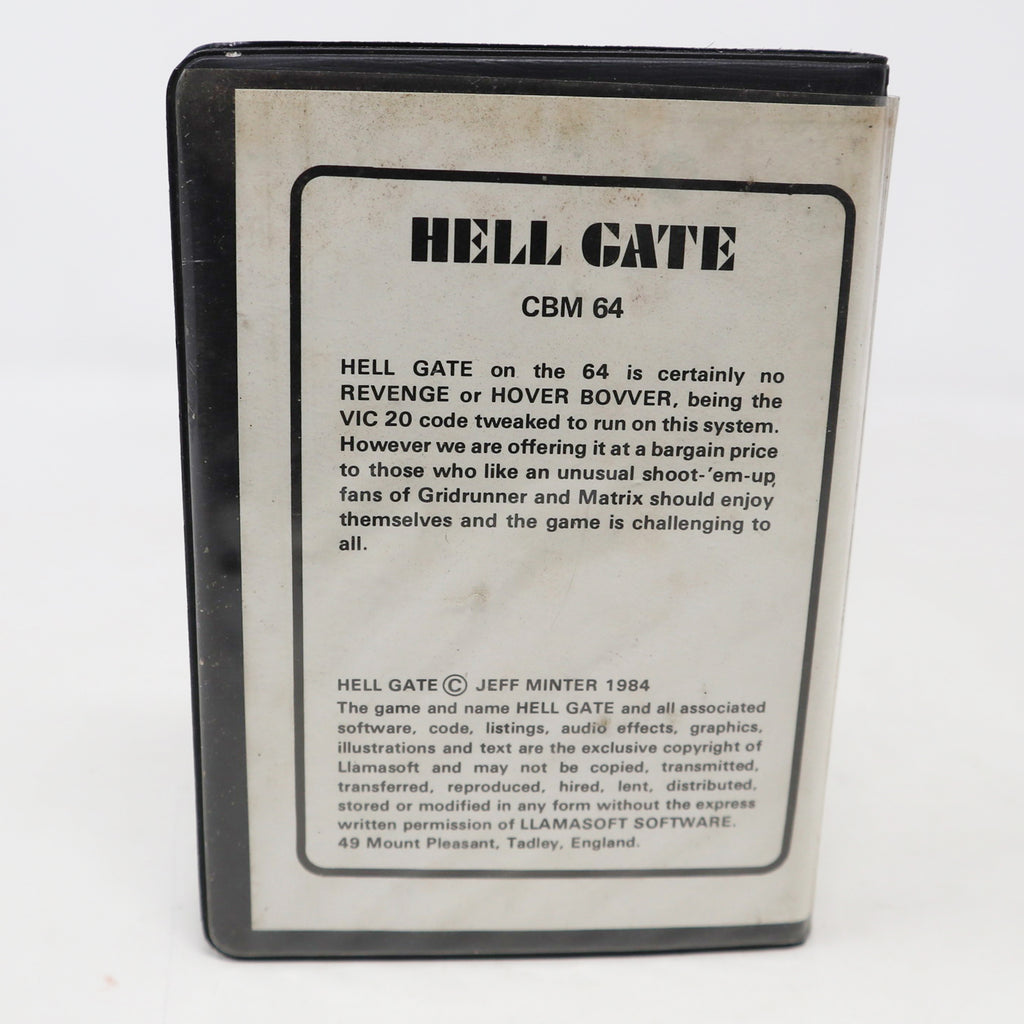 HELL GATE
CBM 64
HELL GATE on the 64 is certainly no
REVENGE or HOVER BOVVER, being the
VIC 20 code tweaked to run on this system.
However we are offering it at a bargain price
to those who like an unusual shoot-'em-up,
fans of Gridrunner and Matrix should enjoy
themselves and the game is challenging to
all.
HELL GATE © JEFF MINTER 1984
The game and name HELL GATE and all associated
software, code, listings, audio effects, graphics,
illustrations and text are the exclusive copyright of
Llamasoft and may not be copied, transmitted,
transferred, reproduced, hired, lent, distributed,
stored or modified in any form without the express
written permission of LLAMASOFT SOFTWARE.
49 Mount Pleasant, Tadley, England.